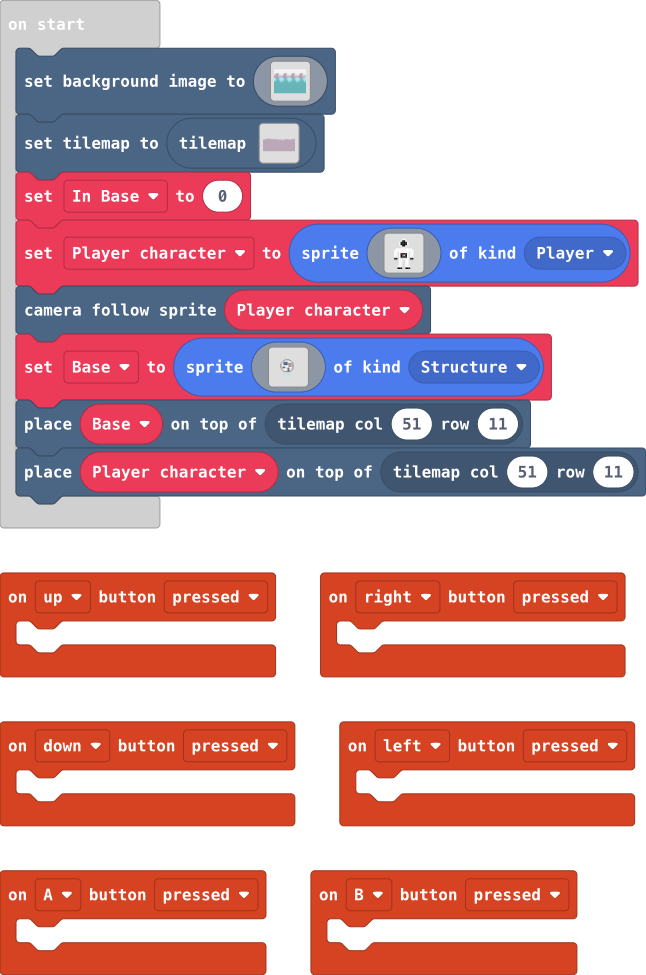 on start
set background image to
set tilemap to tilemap
set In Base to 0
set Player character to sprite of kind Player
camera follow sprite Player character
set Base to sprite of kind Structure
place Base on top of tilemap col 51 row 11
place Player character on top of tilemap col 51 row 11
on up button pressed
on right button pressed
on down button pressed
on left button pressed
on A button pressed
on B button pressed